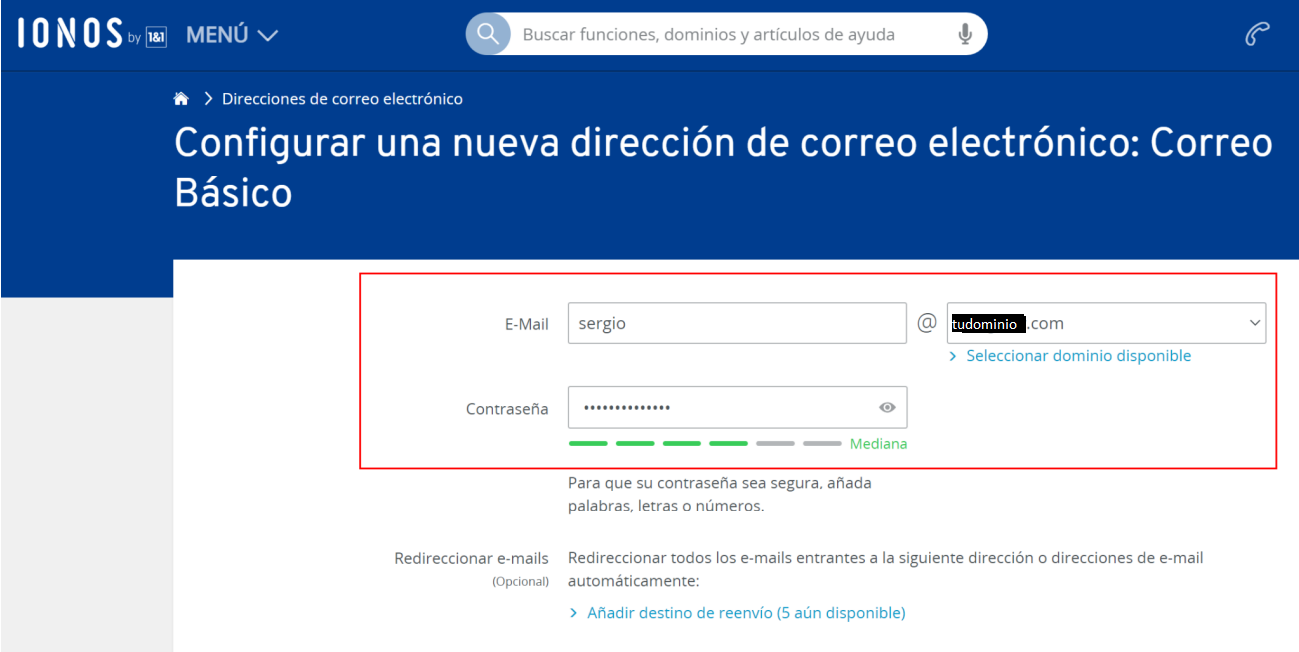 IONOS by 1&1 MENÚ Buscar funciones, dominios y artículos de ayuda
Direcciones de correo electrónico
Configurar una nueva dirección de correo electrónico: Correo
Básico
E-Mail sergio @ tudominio .com
Seleccionar dominio disponible
Contraseña ••••••••••••••
Mediana
Para que su contraseña sea segura, añada
palabras, letras o números.
Redireccionar e-mails Redireccionar todos los e-mails entrantes a la siguiente dirección o direcciones de e-mail
(Opcional) automáticamente:
Añadir destino de reenvío (5 aún disponible)